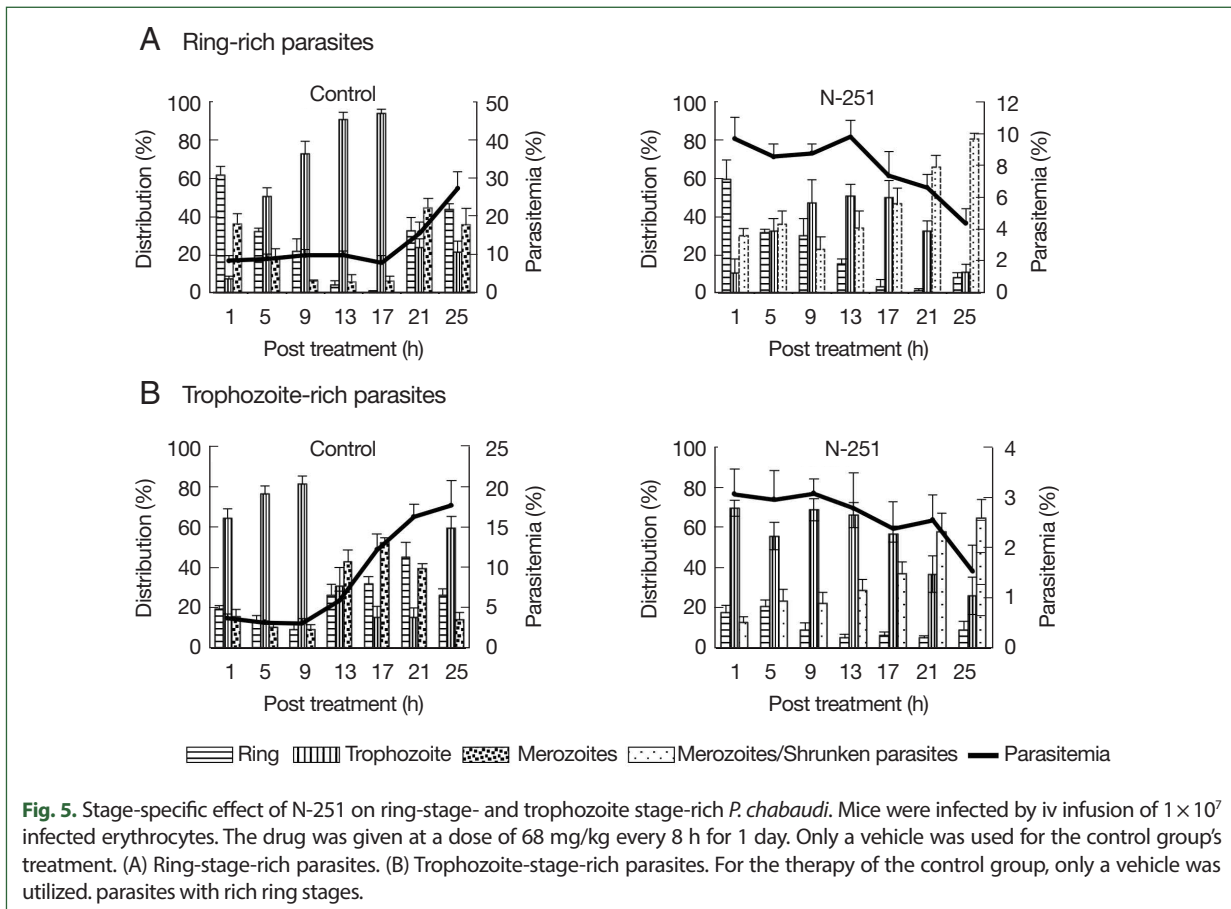 A Ring-rich parasites
Control
N-251
100
80
60
40
20
0
Distribution (%)
50
40
30
20
10
0
Parasitemia (%)
1 5 9 13 17 21 25
Post treatment (h)
100
80
60
40
20
0
Distribution (%)
12
10
8
6
4
2
0
Parasitemia (%)
1 5 9 13 17 21 25
Post treatment (h)
B Trophozoite-rich parasites
Control
N-251
100
80
60
40
20
0
Distribution (%)
25
20
15
10
5
0
Parasitemia (%)
1 5 9 13 17 21 25
Post treatment (h)
100
80
60
40
20
0
Distribution (%)
4
3
2
1
0
Parasitemia (%)
1 5 9 13 17 21 25
Post treatment (h)
Ring Trophozoite Merozoites Merozoites/Shrunken parasites Parasitemia
Fig. 5. Stage-specific effect of N-251 on ring-stage- and trophozoite stage-rich P. chabaudi. Mice were infected by iv infusion of 1×10⁷
infected erythrocytes. The drug was given at a dose of 68 mg/kg every 8 h for 1 day. Only a vehicle was used for the control group's
treatment. (A) Ring-stage-rich parasites. (B) Trophozoite-stage-rich parasites. For the therapy of the control group, only a vehicle was
utilized. parasites with rich ring stages.